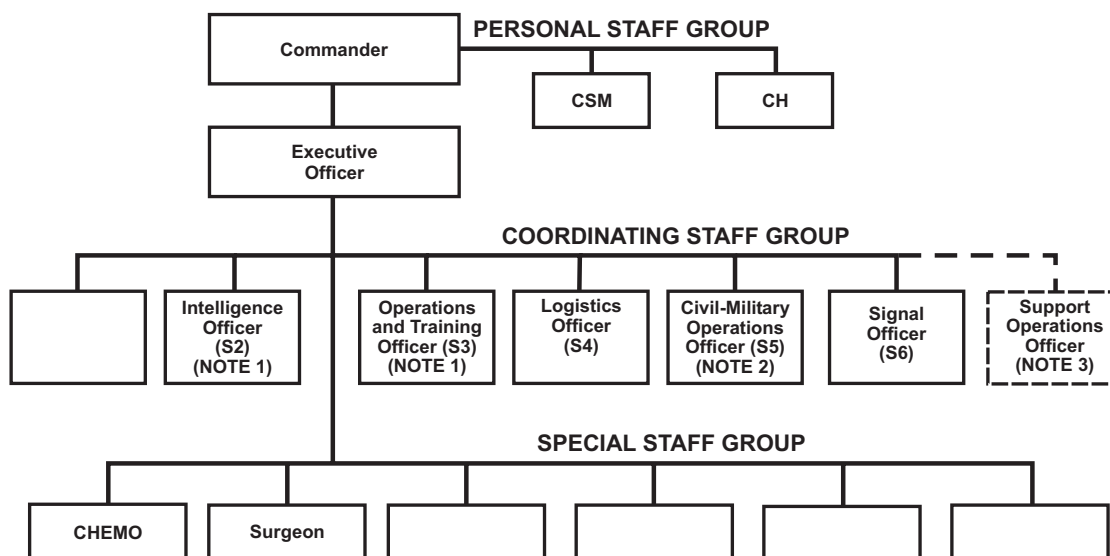 PERSONAL STAFF GROUP
Commander
CSM
CH
Executive
Officer
COORDINATING STAFF GROUP
Intelligence
Officer
(S2)
(NOTE 1)
Operations
and Training
Officer (S3)
(NOTE 1)
Logistics
Officer
(S4)
Civil-Military
Operations
Officer (S5)
(NOTE 2)
Signal
Officer
(S6)
Support
Operations
Officer
(NOTE 3)
SPECIAL STAFF GROUP
CHEMO
Surgeon